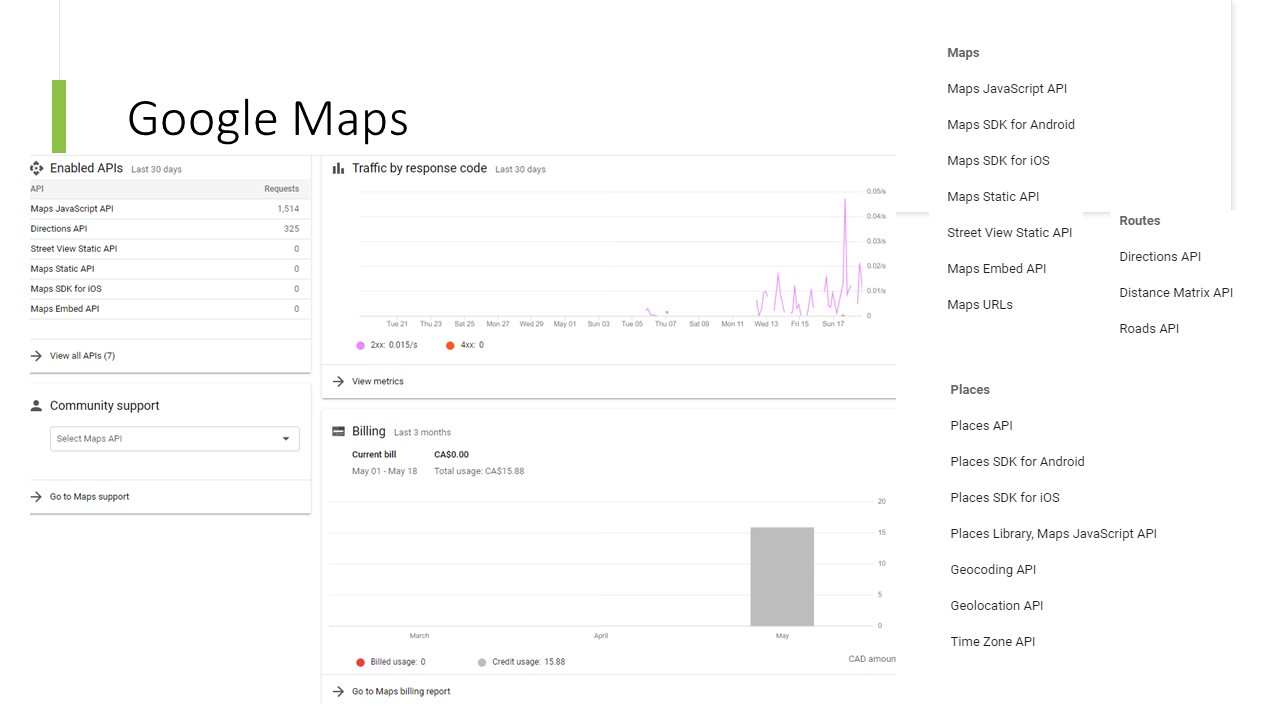 Google Maps
Enabled APIs Last 30 days
API Requests
Maps JavaScript API 1,514
Directions API 325
Street View Static API 0
Maps Static API 0
Maps SDK for iOS 0
Maps Embed API 0
View all APIs (7)
Community support
Select Maps API
Go to Maps support
Traffic by response code Last 30 days
0.05/s
0.04/s
0.03/s
0.02/s
0.01/s
0
Tue 21 Thu 23 Sat 25 Mon 27 Wed 29 May 01 Sun 03 Tue 05 Thu 07 Sat 09 Mon 11 Wed 13 Fri 15 Sun 17
2xx: 0.015/s 4xx: 0
View metrics
Billing Last 3 months
Current bill CA$0.00
May 01 - May 18 Total usage: CA$15.88
20
15
10
5
0
March April May
Billed usage: 0 Credit usage: 15.88
CAD amoun
Go to Maps billing report
Maps
Maps JavaScript API
Maps SDK for Android
Maps SDK for iOS
Maps Static API
Street View Static API
Maps Embed API
Maps URLs
Routes
Directions API
Distance Matrix API
Roads API
Places
Places API
Places SDK for Android
Places SDK for iOS
Places Library, Maps JavaScript API
Geocoding API
Geolocation API
Time Zone API